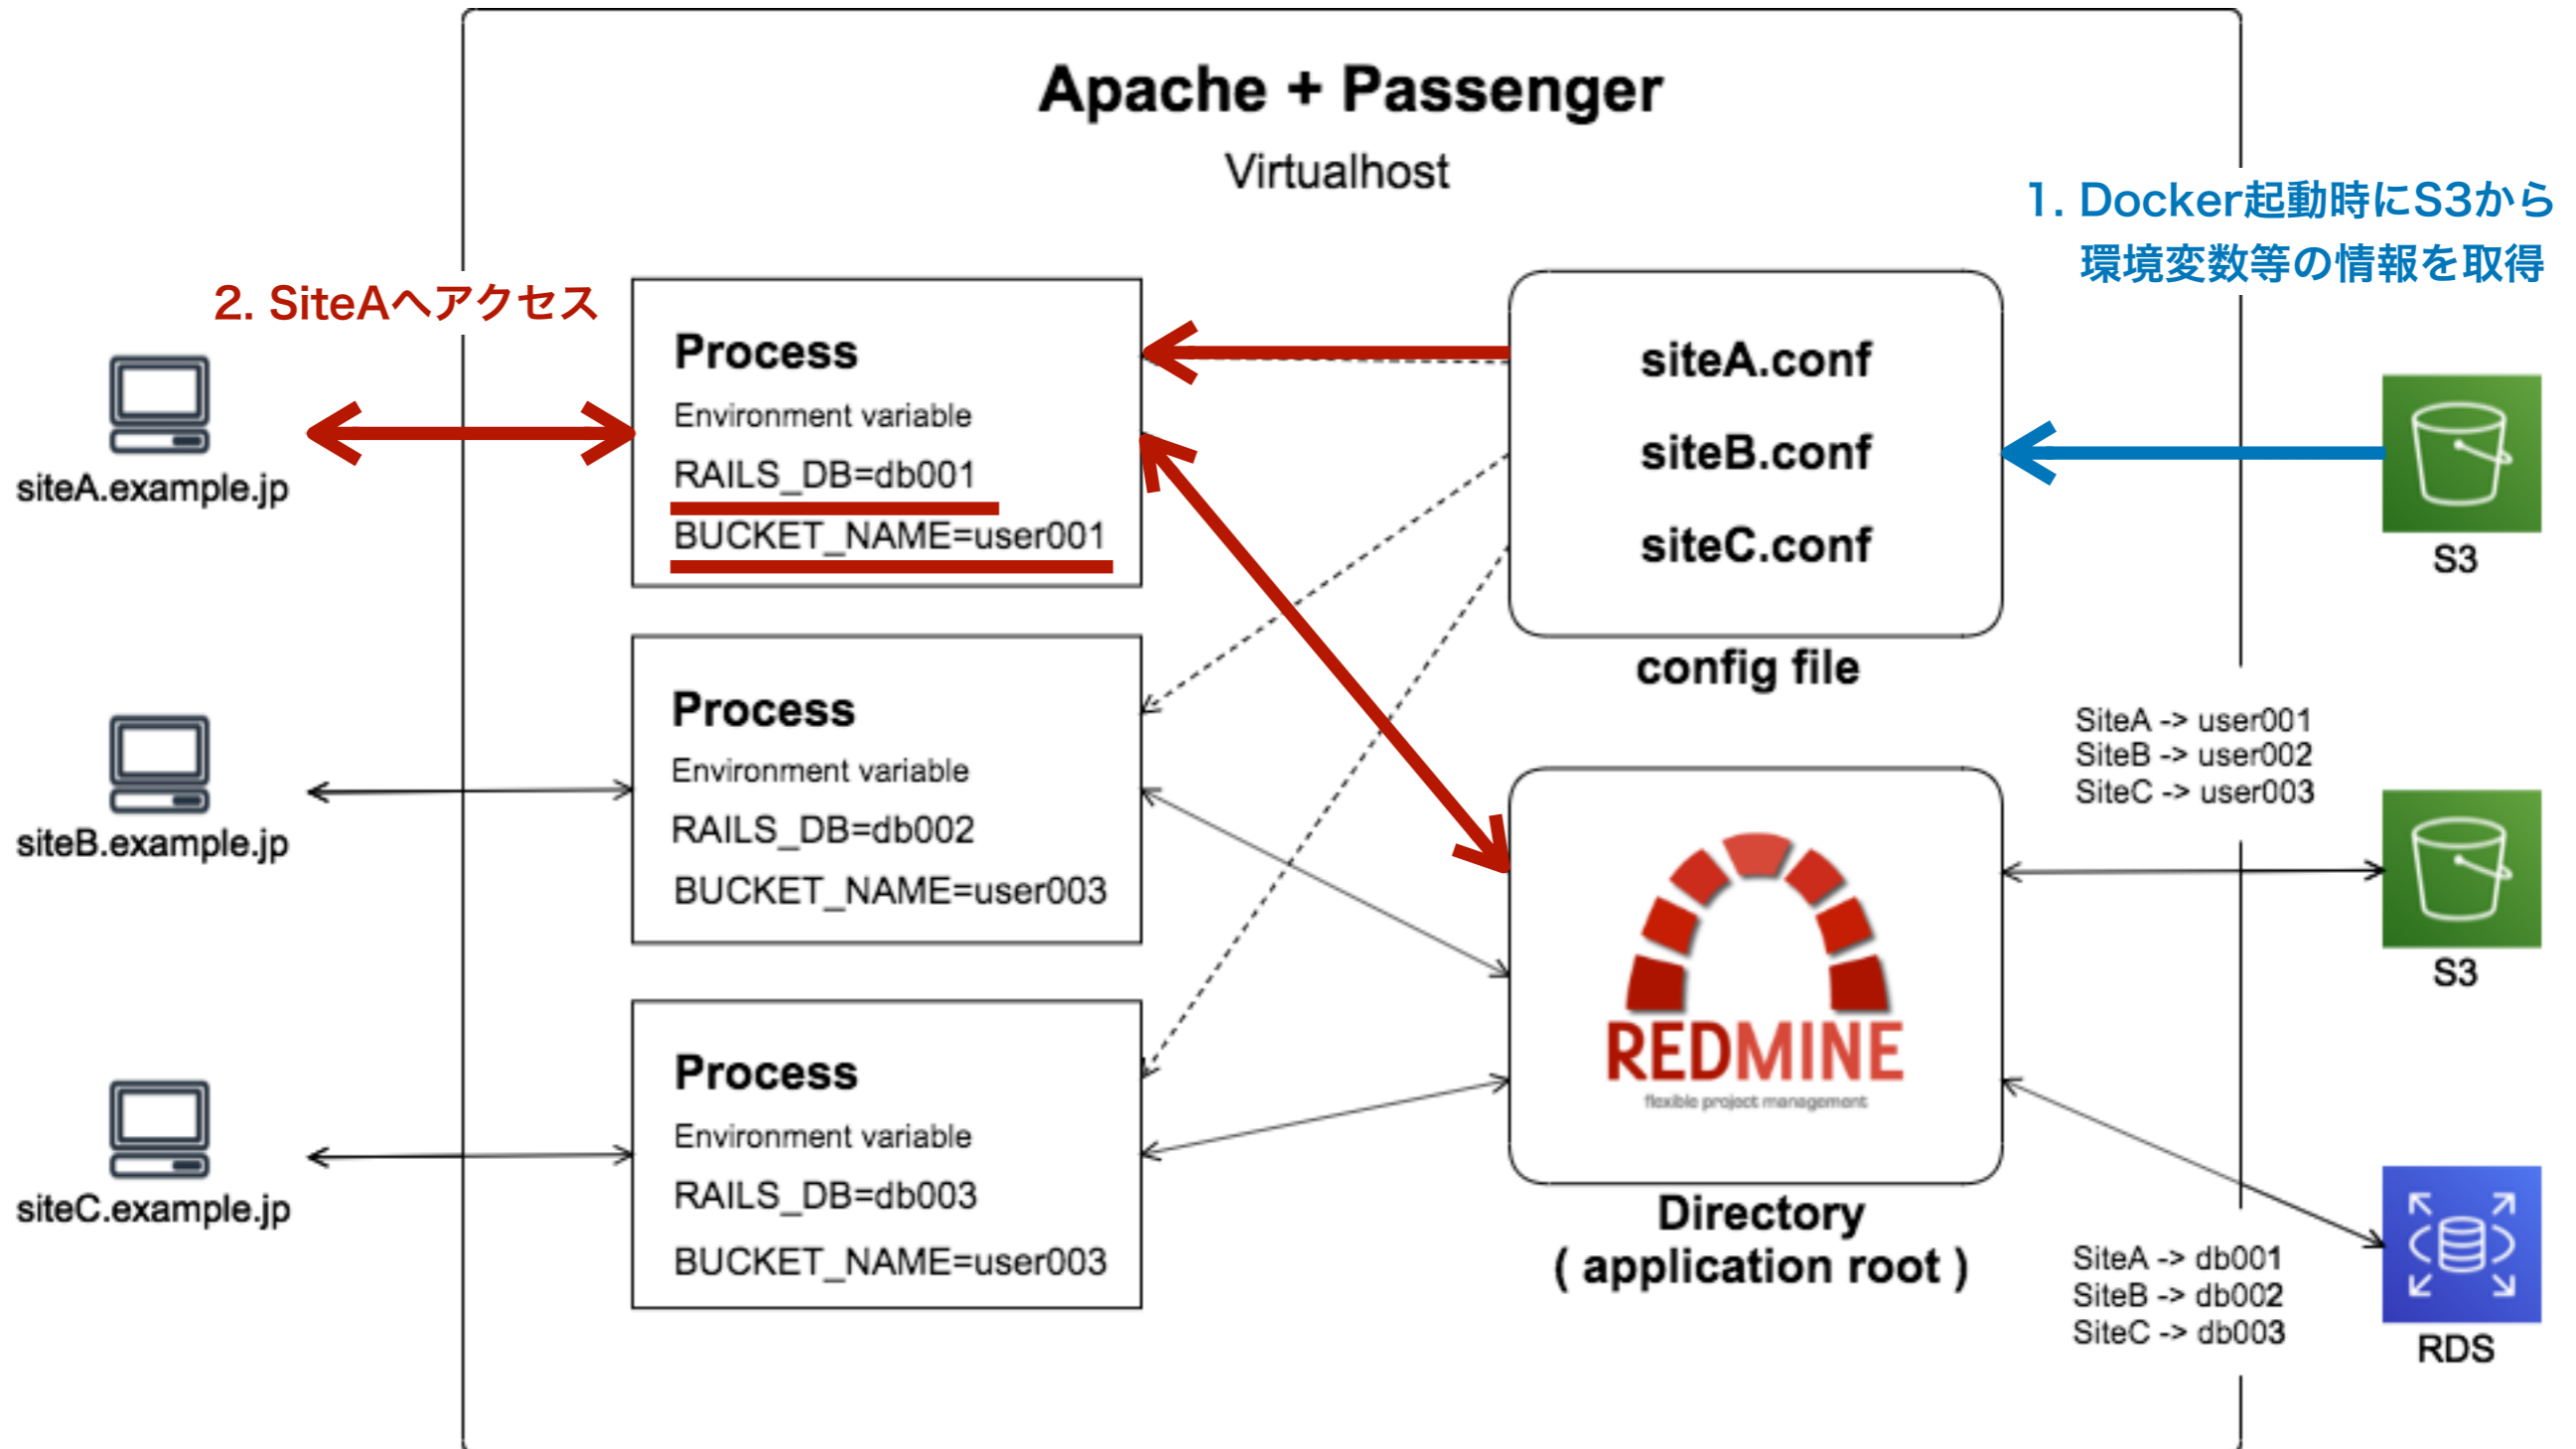 Apache + Passenger
Virtualhost
1. Docker起動時にS3から
環境変数等の情報を取得
2. SiteAへアクセス
siteA.example.jp
Process
Environment variable
RAILS_DB=db001
BUCKET_NAME=user001
siteA.conf
siteB.conf
siteC.conf
config file
S3
siteB.example.jp
Process
Environment variable
RAILS_DB=db002
BUCKET_NAME=user003
SiteA -> user001
SiteB -> user002
SiteC -> user003
S3
siteC.example.jp
Process
Environment variable
RAILS_DB=db003
BUCKET_NAME=user003
REDMINE
flexible project management
Directory
( application root )
SiteA -> db001
SiteB -> db002
SiteC -> db003
RDS